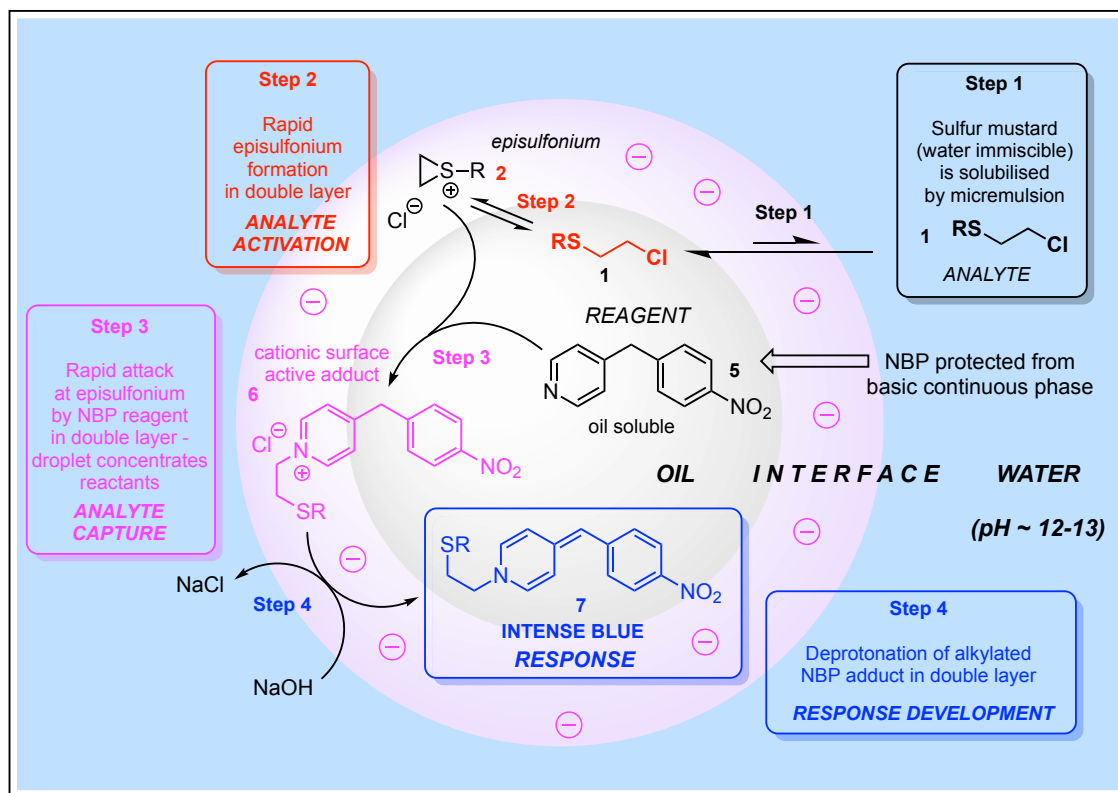 Step 2
Rapid
episulfonium
formation
in double layer
ANALYTE
ACTIVATION
episulfonium
S–R 2
⊕
Cl⊖
Step 2
RS
Cl
1
Step 1
Step 1
Sulfur mustard
(water immiscible)
is solubilised
by micremulsion
1 RS
Cl
ANALYTE
REAGENT
N
5
NO2
oil soluble
NBP protected from
basic continuous phase
Step 3
Step 3
Rapid attack
at episulfonium
by NBP reagent
in double layer -
droplet concentrates
reactants
ANALYTE
CAPTURE
cationic surface
active adduct
6
Cl⊖
N
⊕
NO2
SR
OIL INTERFACE WATER
(pH ~ 12-13)
NaCl
Step 4
NaOH
SR
N
NO2
7
INTENSE BLUE
RESPONSE
Step 4
Deprotonation of alkylated
NBP adduct in double layer
RESPONSE DEVELOPMENT